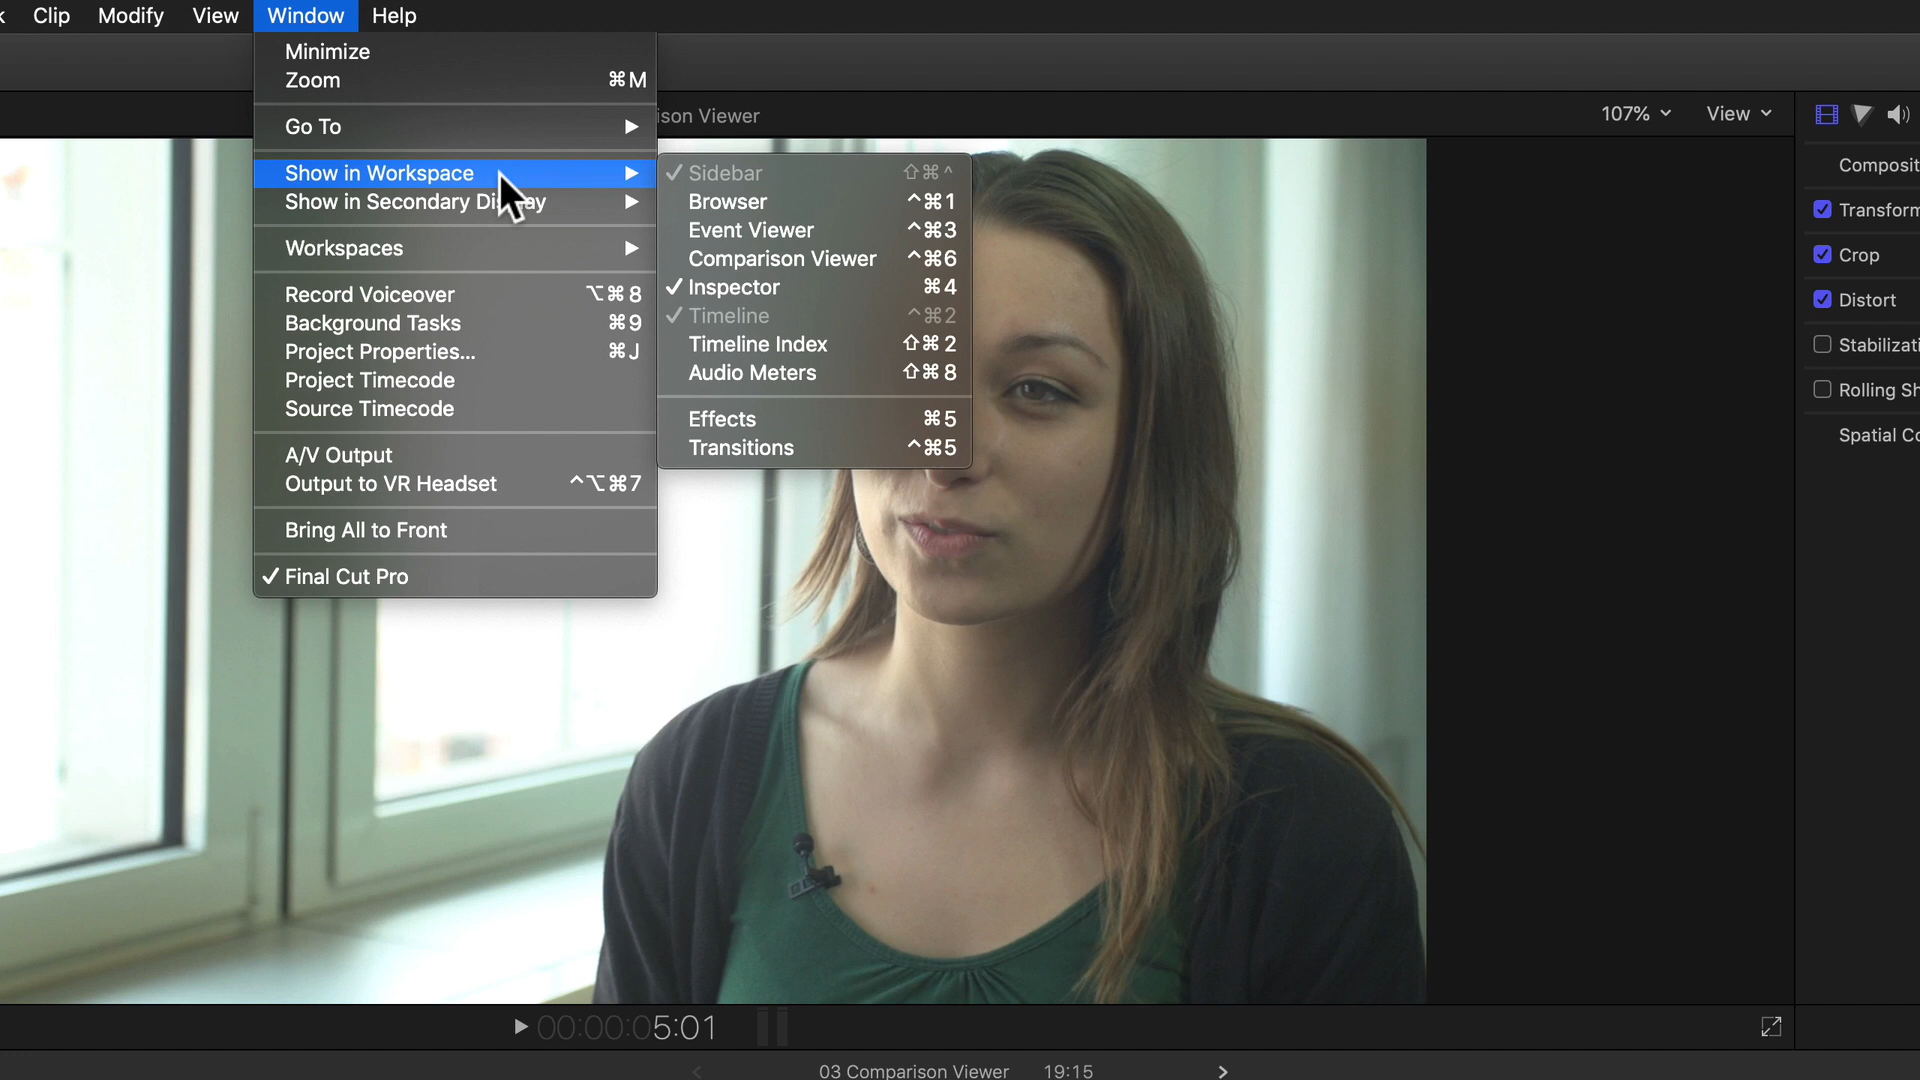 Clip Modify View Window Help
Minimize
Zoom ⌘M
Go To ▶
Show in Workspace ▶
Show in Secondary ▶
Workspaces ▶
Record Voiceover ⌥⌘8
Background Tasks ⌘9
Project Properties... ⌘J
Project Timecode
Source Timecode
A/V Output
Output to VR Headset ^⌥⌘7
Bring All to Front
✓ Final Cut Pro
✓ Sidebar ⇧⌘^
Browser ^⌘1
Event Viewer ^⌘3
Comparison Viewer ^⌘6
✓ Inspector ⌘4
✓ Timeline ^⌘2
Timeline Index ⇧⌘2
Audio Meters ⇧⌘8
Effects ⌘5
Transitions ^⌘5
ison Viewer
107% View
Composit
Transform
Crop
Distort
Stabilizati
Rolling Sh
Spatial Co
00:00:05:01
03 Comparison Viewer 19:15